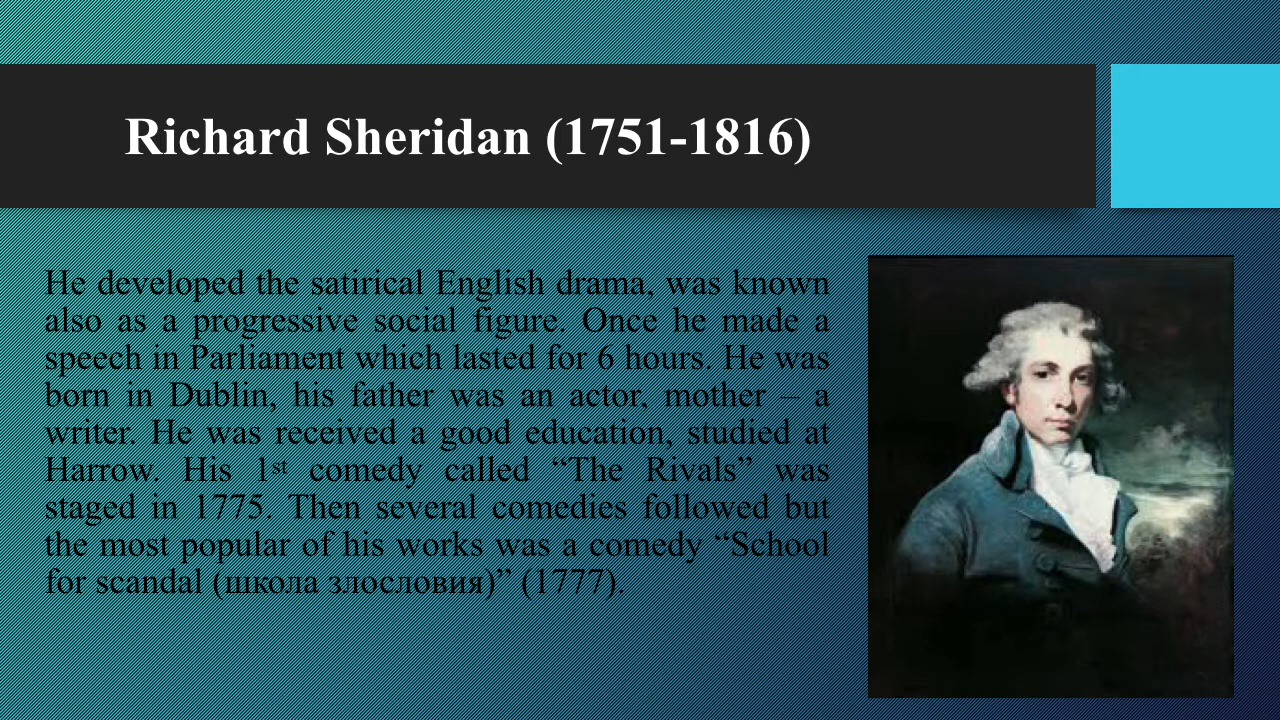 Richard Sheridan (1751-1816)
He developed the satirical English drama, was known
also as a progressive social figure. Once he made a
speech in Parliament which lasted for 6 hours. He was
born in Dublin, his father was an actor, mother – a
writer. He was received a good education, studied at
Harrow. His 1st comedy called “The Rivals” was
staged in 1775. Then several comedies followed but
the most popular of his works was a comedy “School
for scandal (школа злословия)” (1777).